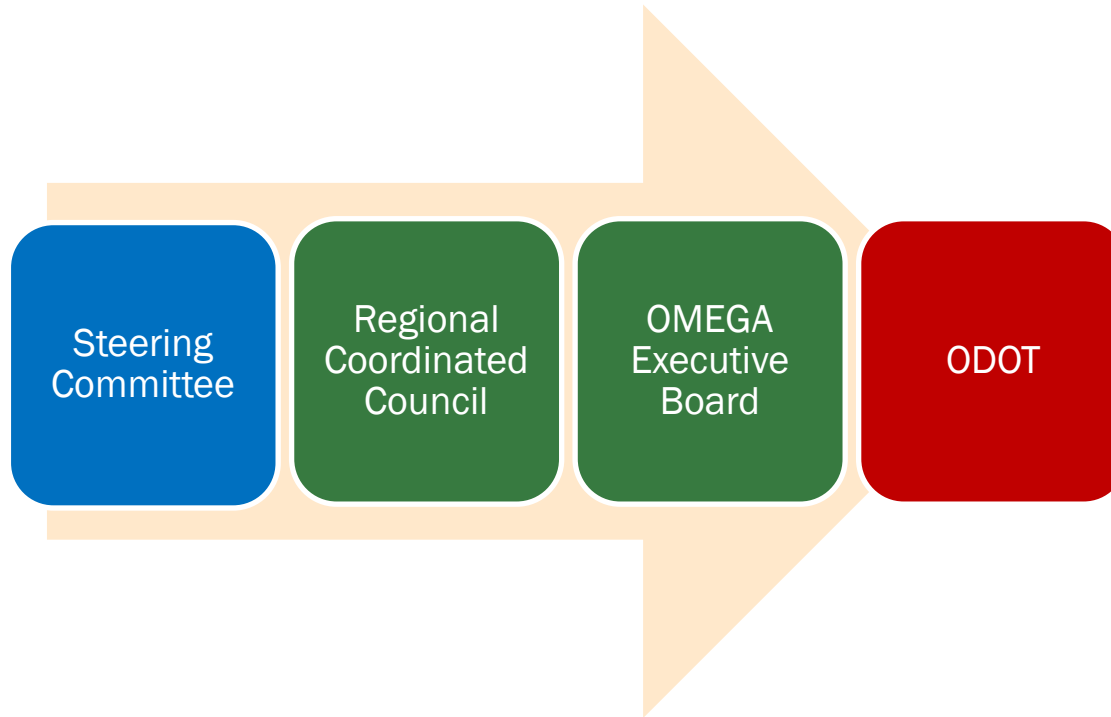 Steering
Committee
Regional
Coordinated
Council
OMEGA
Executive
Board
ODOT